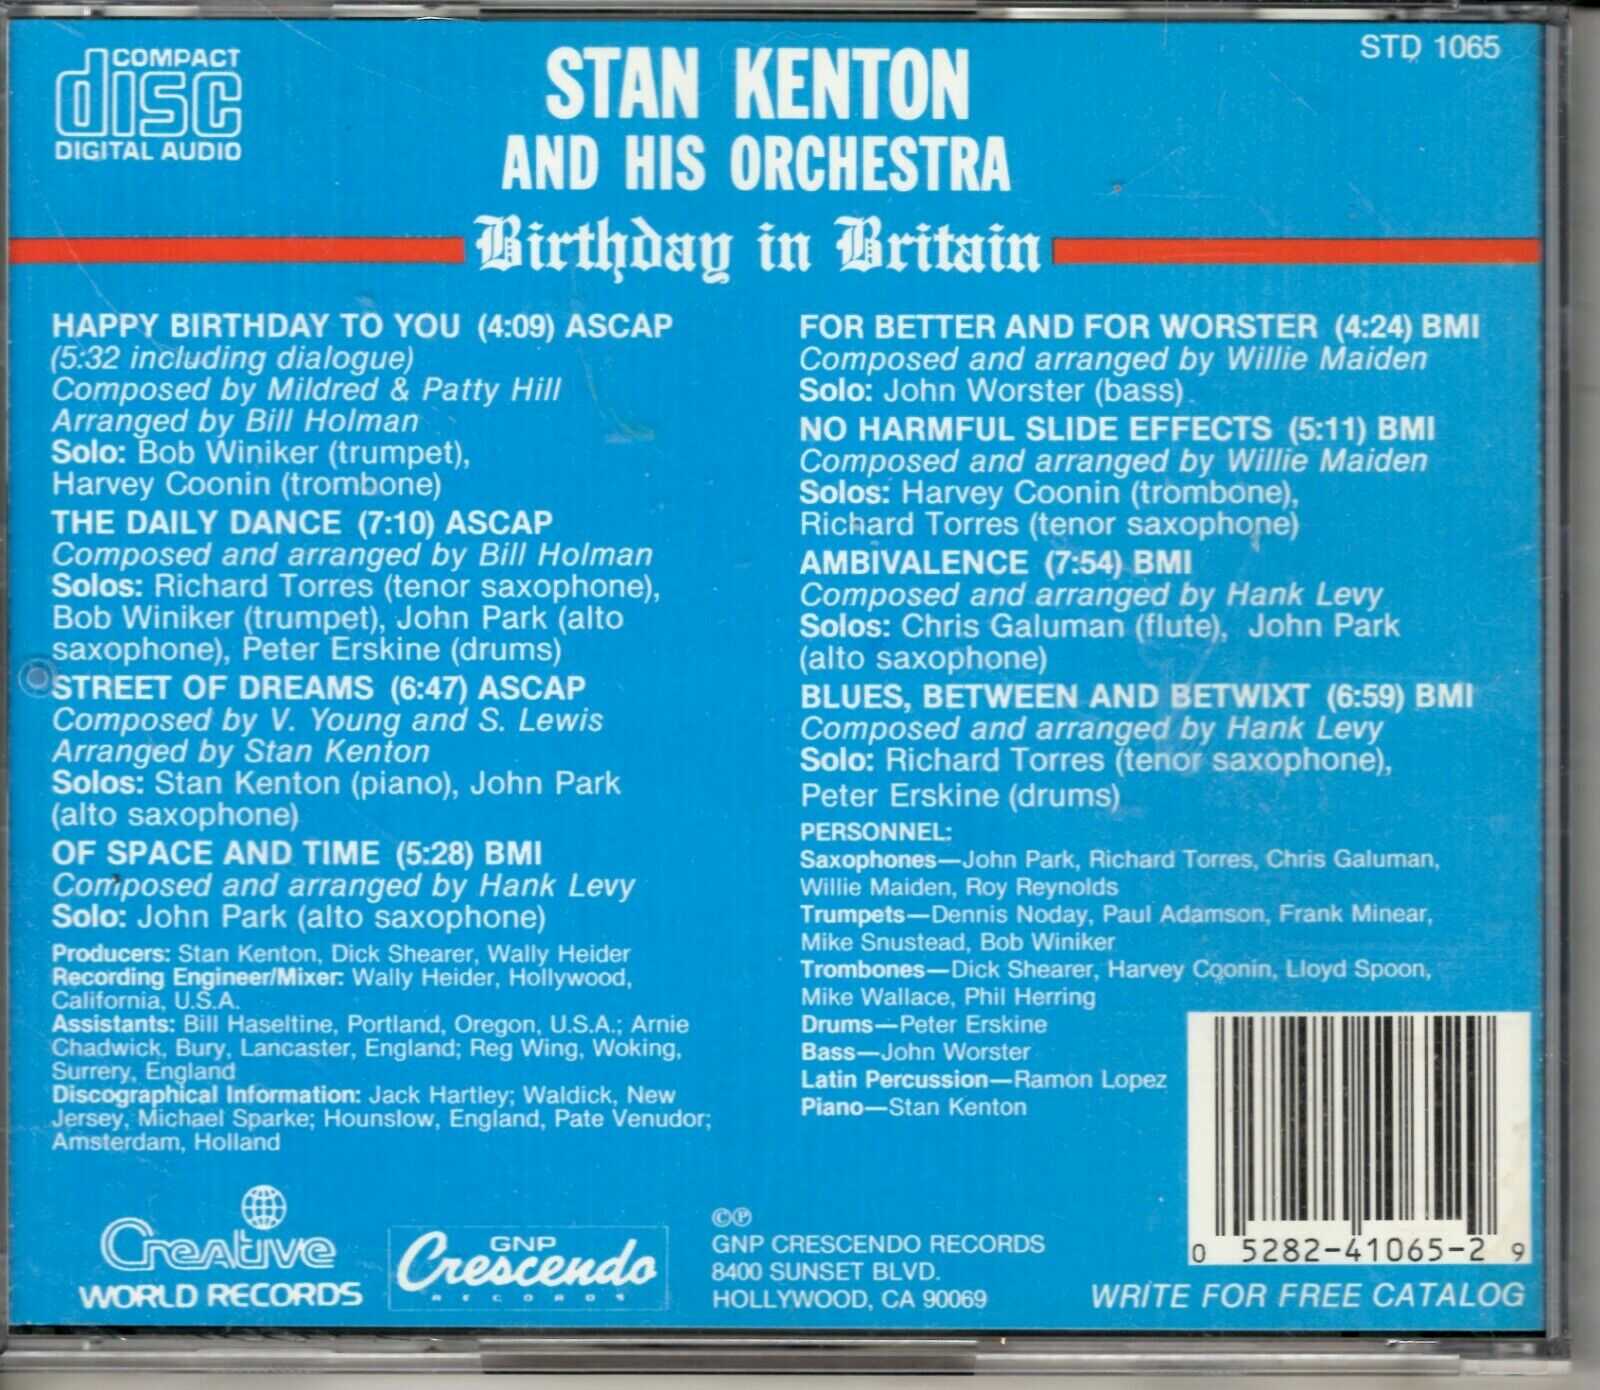 COMPACT
disc
DIGITAL AUDIO
STAN KENTON
AND HIS ORCHESTRA
STD 1065
Birthday in Britain
HAPPY BIRTHDAY TO YOU (4:09) ASCAP
(5:32 including dialogue)
Composed by Mildred & Patty Hill
Arranged by Bill Holman
Solo: Bob Winiker (trumpet),
Harvey Coonin (trombone)
THE DAILY DANCE (7:10) ASCAP
Composed and arranged by Bill Holman
Solos: Richard Torres (tenor saxophone),
Bob Winiker (trumpet), John Park (alto
saxophone), Peter Erskine (drums)
STREET OF DREAMS (6:47) ASCAP
Composed by V. Young and S. Lewis
Arranged by Stan Kenton
Solos: Stan Kenton (piano), John Park
(alto saxophone)
OF SPACE AND TIME (5:28) BMI
Composed and arranged by Hank Levy
Solo: John Park (alto saxophone)
Producers: Stan Kenton, Dick Shearer, Wally Heider
Recording Engineer/Mixer: Wally Heider, Hollywood,
California, U.S.A.
Assistants: Bill Haseltine, Portland, Oregon, U.S.A.; Arnie
Chadwick, Bury, Lancaster, England; Reg Wing, Woking,
Surrery, England
Discographical Information: Jack Hartley; Waldick, New
Jersey, Michael Sparke; Hounslow, England, Pate Venudor;
Amsterdam, Holland
FOR BETTER AND FOR WORSTER (4:24) BMI
Composed and arranged by Willie Maiden
Solo: John Worster (bass)
NO HARMFUL SLIDE EFFECTS (5:11) BMI
Composed and arranged by Willie Maiden
Solos: Harvey Coonin (trombone),
Richard Torres (tenor saxophone)
AMBIVALENCE (7:54) BMI
Composed and arranged by Hank Levy
Solos: Chris Galuman (flute), John Park
(alto saxophone)
BLUES, BETWEEN AND BETWIXT (6:59) BMI
Composed and arranged by Hank Levy
Solo: Richard Torres (tenor saxophone),
Peter Erskine (drums)
PERSONNEL:
Saxophones—John Park, Richard Torres, Chris Galuman,
Willie Maiden, Roy Reynolds
Trumpets—Dennis Noday, Paul Adamson, Frank Minear,
Mike Snustead, Bob Winiker
Trombones—Dick Shearer, Harvey Coonin, Lloyd Spoon,
Mike Wallace, Phil Herring
Drums—Peter Erskine
Bass—John Worster
Latin Percussion—Ramon Lopez
Piano—Stan Kenton
Creative
WORLD RECORDS
GNP
Crescendo
RECORDS
©℗
GNP CRESCENDO RECORDS
8400 SUNSET BLVD.
HOLLYWOOD, CA 90069
0 5282-41065-2 9
WRITE FOR FREE CATALOG